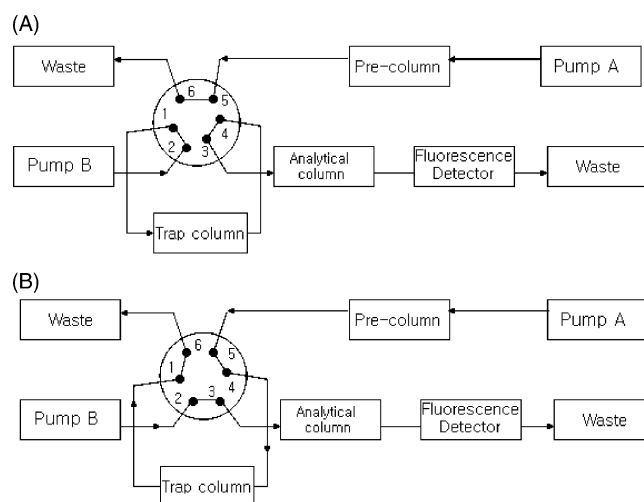 (A)
Waste
Pre-column
Pump A
6
5
1
4
2
3
Pump B
Analytical
column
Fluorescence
Detector
Waste
Trap column
(B)
Waste
Pre-column
Pump A
6
5
1
4
2
3
Pump B
Analytical
column
Fluorescence
Detector
Waste
Trap column